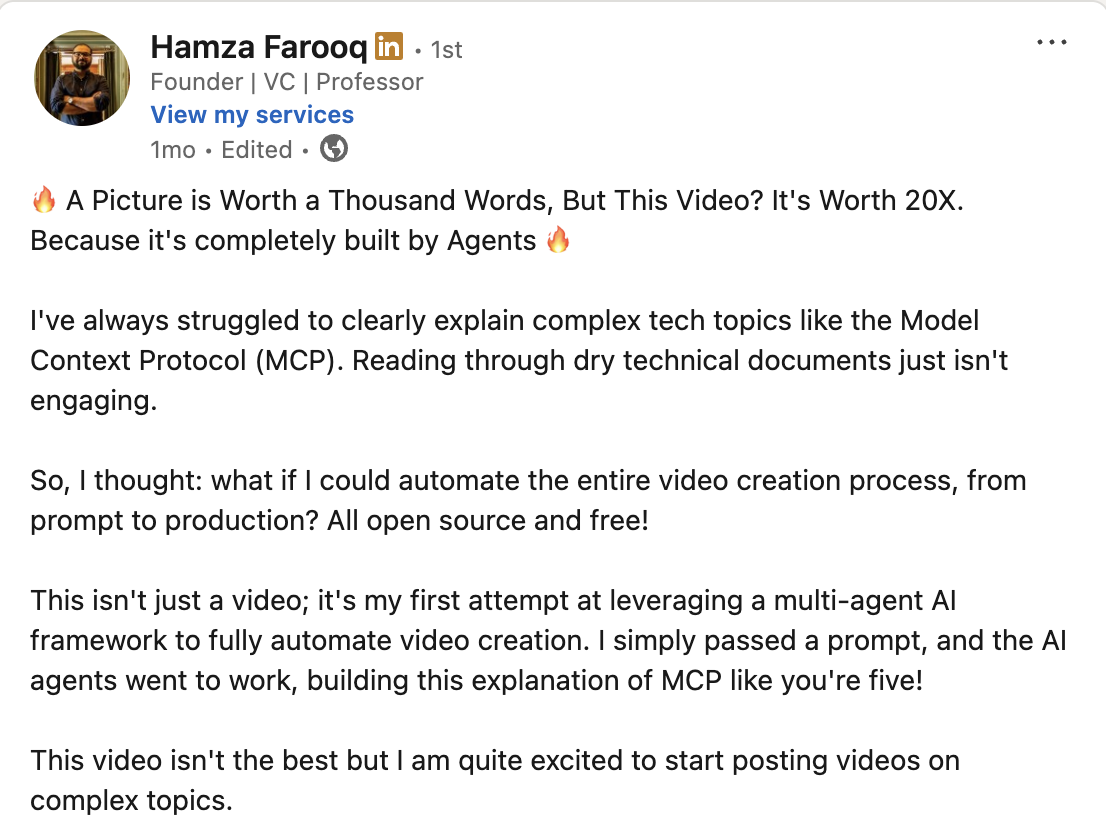 Hamza Farooq in • 1st
Founder | VC | Professor
View my services
1mo • Edited •
🔥 A Picture is Worth a Thousand Words, But This Video? It's Worth 20X.
Because it's completely built by Agents 🔥
I've always struggled to clearly explain complex tech topics like the Model
Context Protocol (MCP). Reading through dry technical documents just isn't
engaging.
So, I thought: what if I could automate the entire video creation process, from
prompt to production? All open source and free!
This isn't just a video; it's my first attempt at leveraging a multi-agent AI
framework to fully automate video creation. I simply passed a prompt, and the AI
agents went to work, building this explanation of MCP like you're five!
This video isn't the best but I am quite excited to start posting videos on
complex topics.